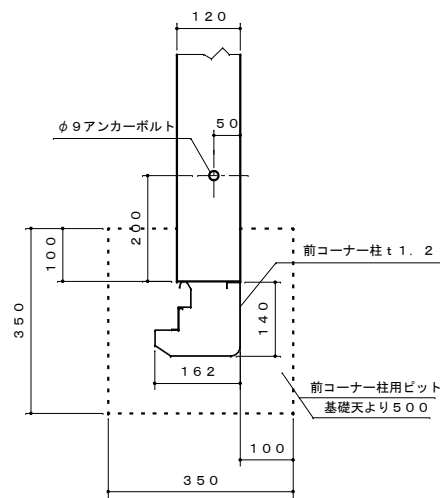 １２０
φ９アンカーボルト
５０
２００
１００
３５０
前コーナー柱ｔ１．２
１４０
１６２
前コーナー柱用ピット
基礎天より５００
１００
３５０